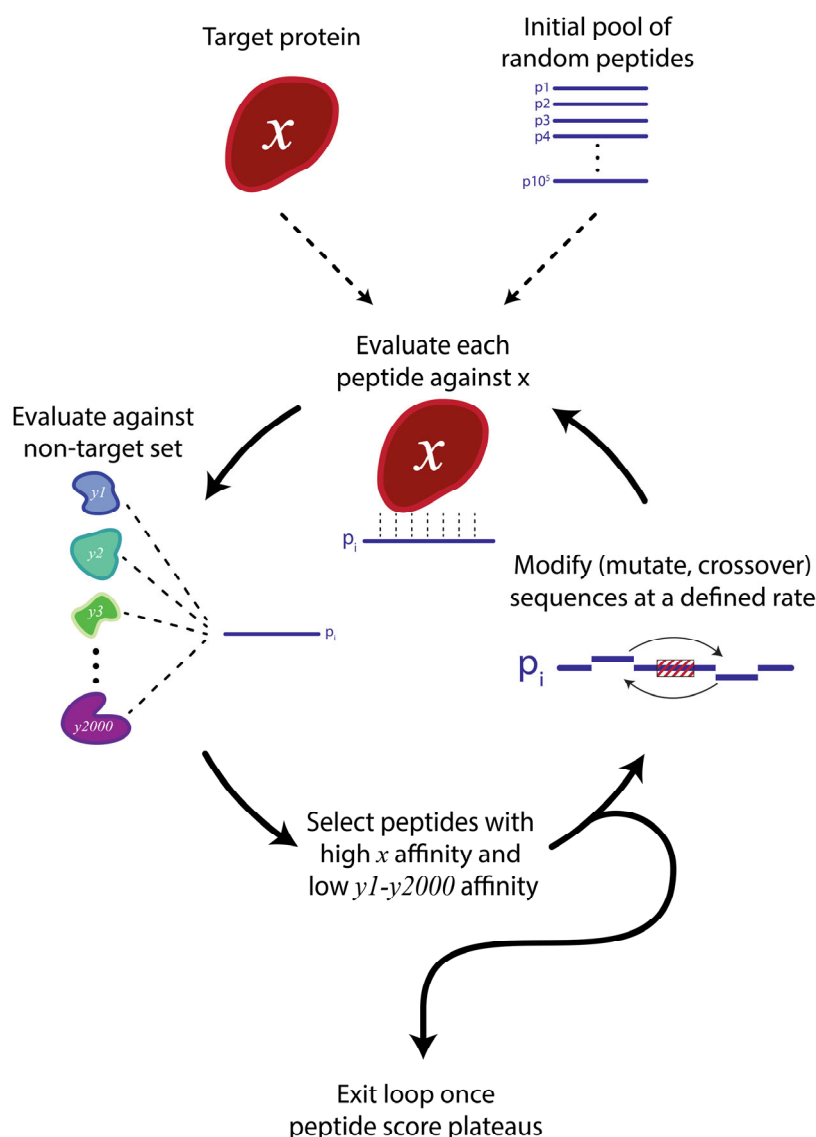 Target protein
x
Initial pool of
random peptides
p1
p2
p3
p4
p10⁵
Evaluate each
peptide against x
x
pᵢ
Evaluate against
non-target set
y1
y2
y3
y2000
pᵢ
Modify (mutate, crossover)
sequences at a defined rate
pᵢ
Select peptides with
high x affinity and
low y1-y2000 affinity
Exit loop once
peptide score plateaus